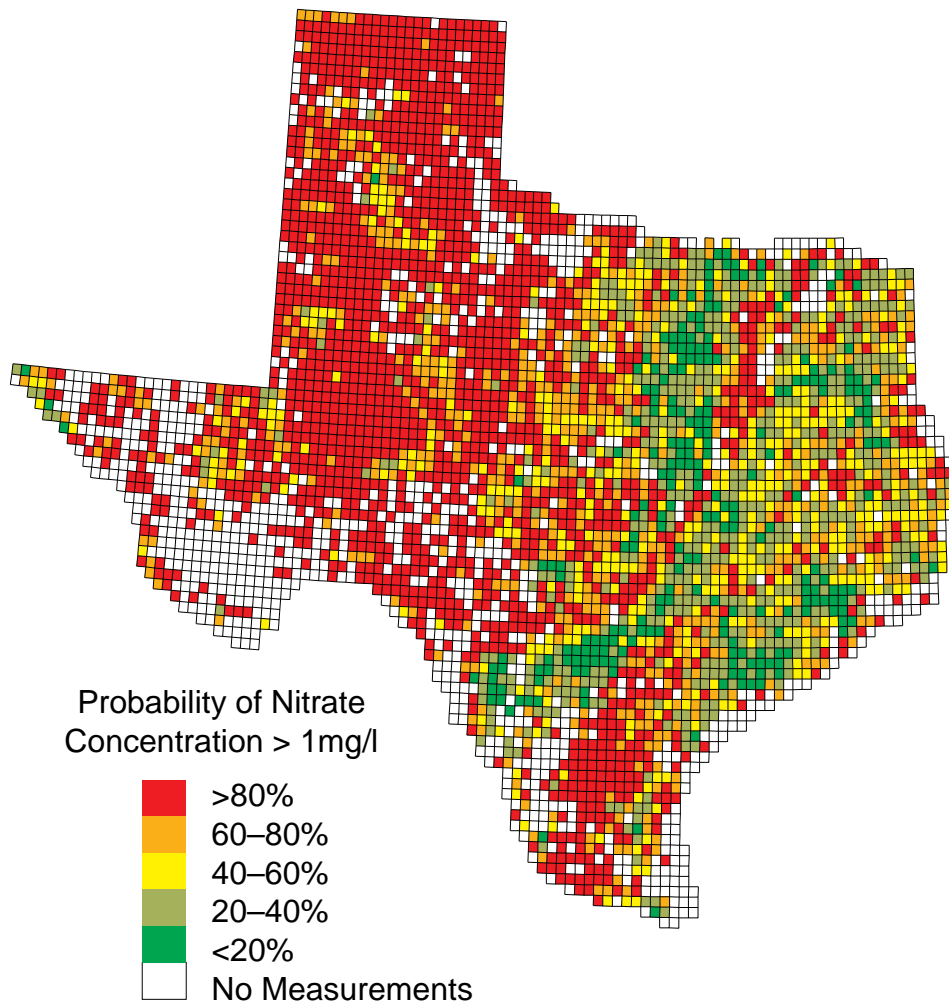 Probability of Nitrate
Concentration > 1mg/l
>80%
60–80%
40–60%
20–40%
<20%
No Measurements